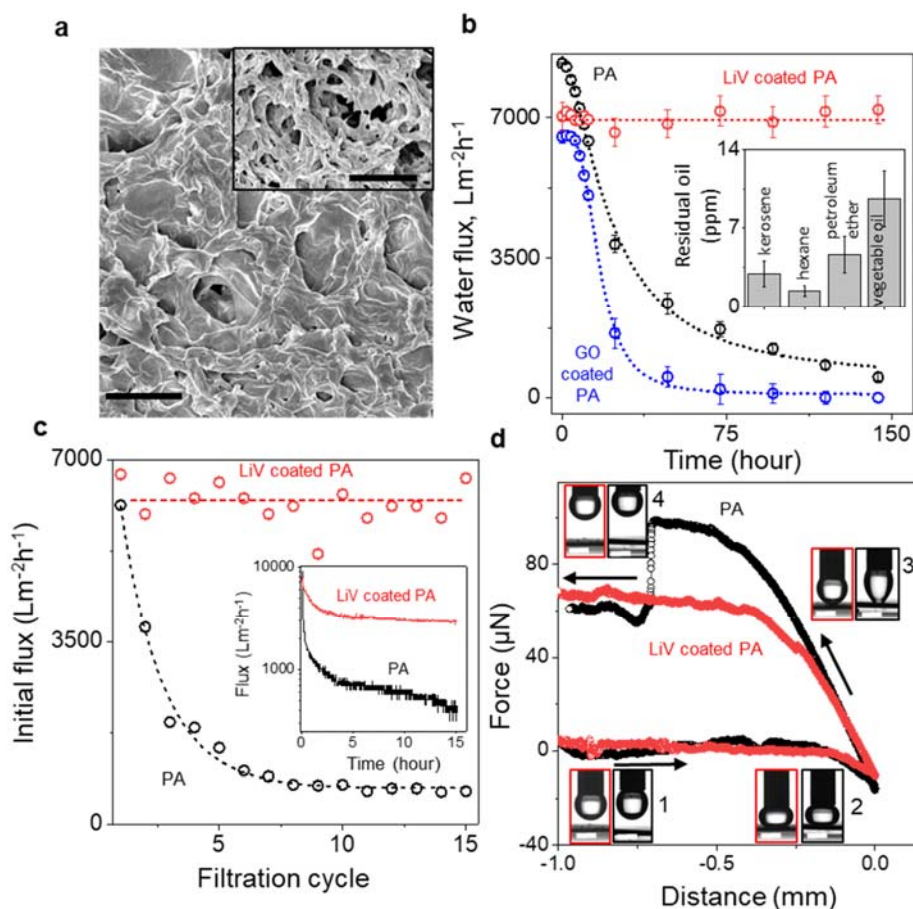 a
b
PA
LiV coated PA
7000
3500
0
Water flux, Lm-2h-1
GO
coated
PA
14
7
0
Residual oil
(ppm)
kerosene
hexane
petroleum
ether
vegetable oil
0
75
150
Time (hour)
c
7000
3500
0
Initial flux (Lm-2h-1)
LiV coated PA
PA
10000
1000
Flux (Lm-2h-1)
LiV coated PA
PA
0
5
10
15
Time (hour)
5
10
15
Filtration cycle
d
80
40
0
-40
Force (µN)
4
PA
3
LiV coated PA
1
2
-1.0
-0.5
0.0
Distance (mm)